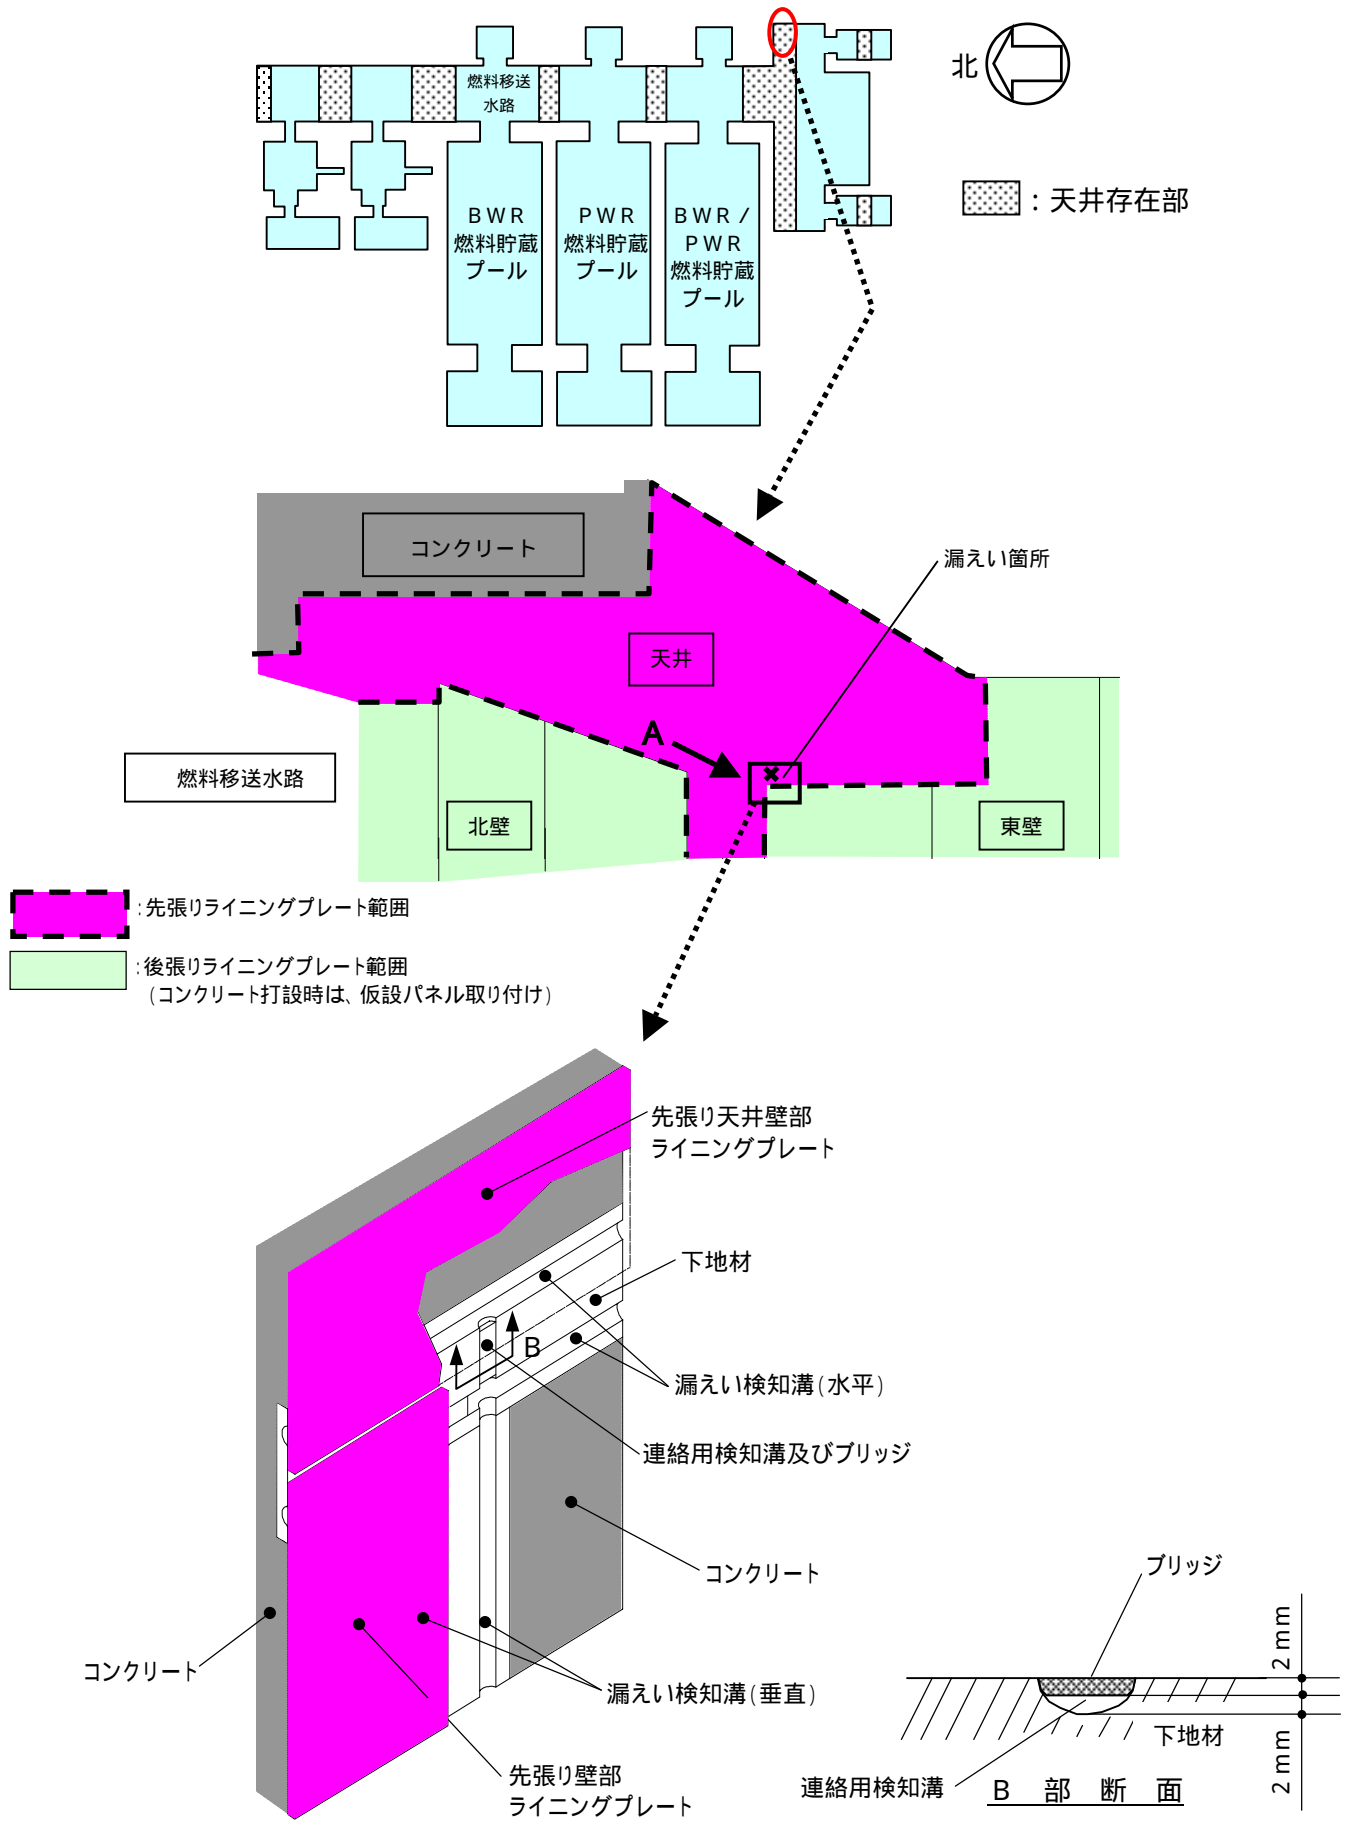 北
燃料移送
水路
：天井存在部
ＢＷＲ
燃料貯蔵
プール
ＰＷＲ
燃料貯蔵
プール
ＢＷＲ／
ＰＷＲ
燃料貯蔵
プール
コンクリート
漏えい箇所
天井
A
燃料移送水路
北壁
東壁
：先張りライニングプレート範囲
：後張りライニングプレート範囲
（コンクリート打設時は、仮設パネル取り付け）
先張り天井壁部
ライニングプレート
下地材
B
漏えい検知溝(水平)
連絡用検知溝及びブリッジ
コンクリート
コンクリート
漏えい検知溝(垂直)
先張り壁部
ライニングプレート
ブリッジ
2mm
下地材
2mm
連絡用検知溝
B 部 断 面